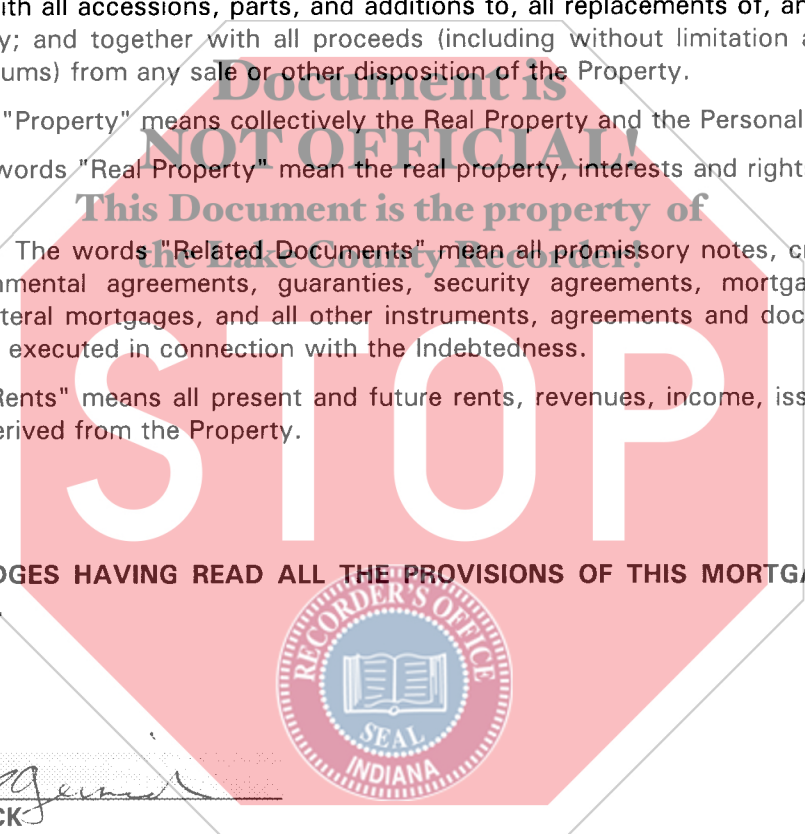 ith all accessions, parts, and additions to, all replacements of, an
y; and together with all proceeds (including without limitation a
ums) from any sale or other disposition of the Property.
Document is
"Property" means collectively the Real Property and the Personal
NOT OFFICIAL!
words "Real Property" mean the real property, interests and right
This Document is the property of
The words "Related Documents" mean all promissory notes, c
the Lake County Recorder!
nmental agreements, guaranties, security agreements, mortga
teral mortgages, and all other instruments, agreements and doc
executed in connection with the Indebtedness.
STOP
Rents" means all present and future rents, revenues, income, iss
erived from the Property.
DGES HAVING READ ALL THE PROVISIONS OF THIS MORTGA
RECORDER'S OFFICE
SEAL
INDIANA
CK